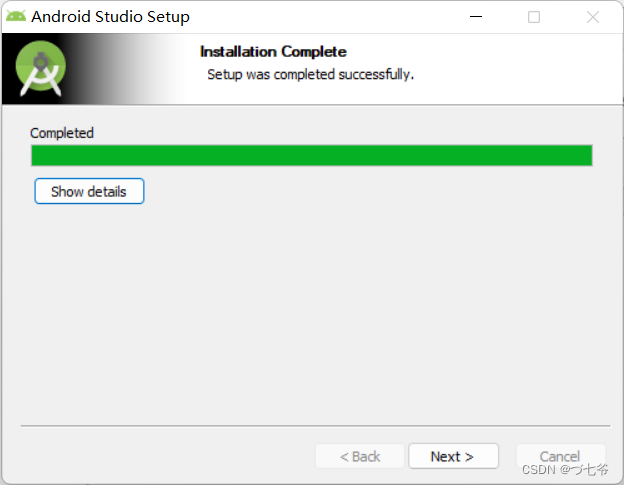 Android Studio Setup
Installation Complete
Setup was completed successfully.
Completed
Show details
< Back
Next >
Cancel
CSDN @づ七爷